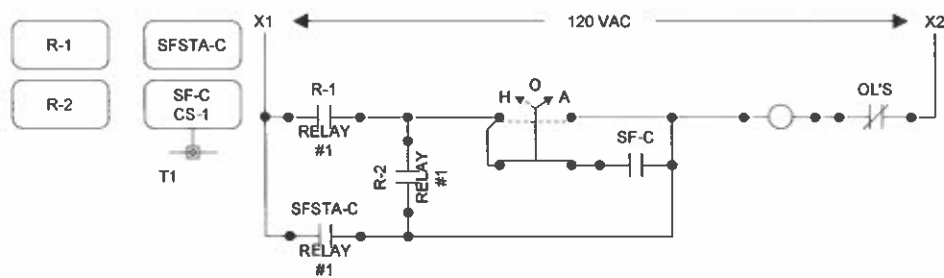 X1
120 VAC
X2
R-1
SFSTA-C
R-2
SF-C
CS-1
T1
R-1
RELAY
#1
H
O
A
OL'S
SF-C
R-2
RELAY
#1
SFSTA-C
RELAY
#1